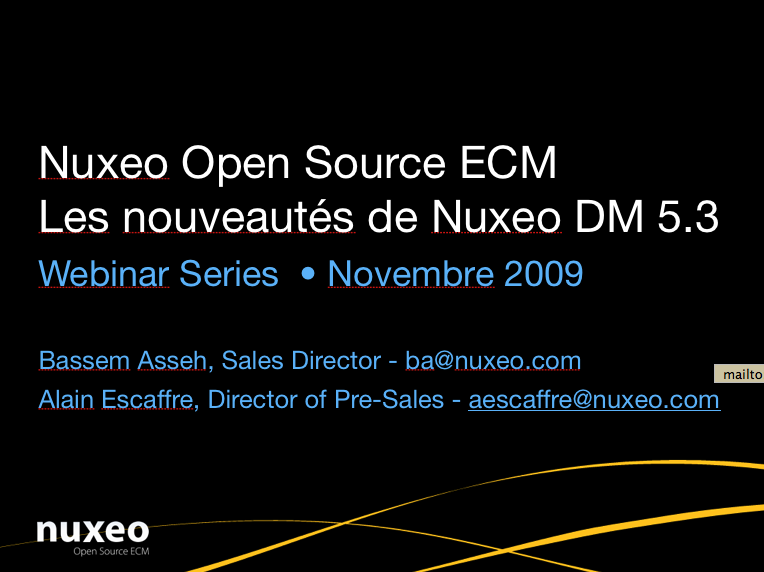 Nuxeo Open Source ECM
Les nouveautés de Nuxeo DM 5.3
Webinar Series • Novembre 2009
Bassem Asseh, Sales Director - ba@nuxeo.com
mailto
Alain Escaffre, Director of Pre-Sales - aescaffre@nuxeo.com
nuxeo
Open Source ECM